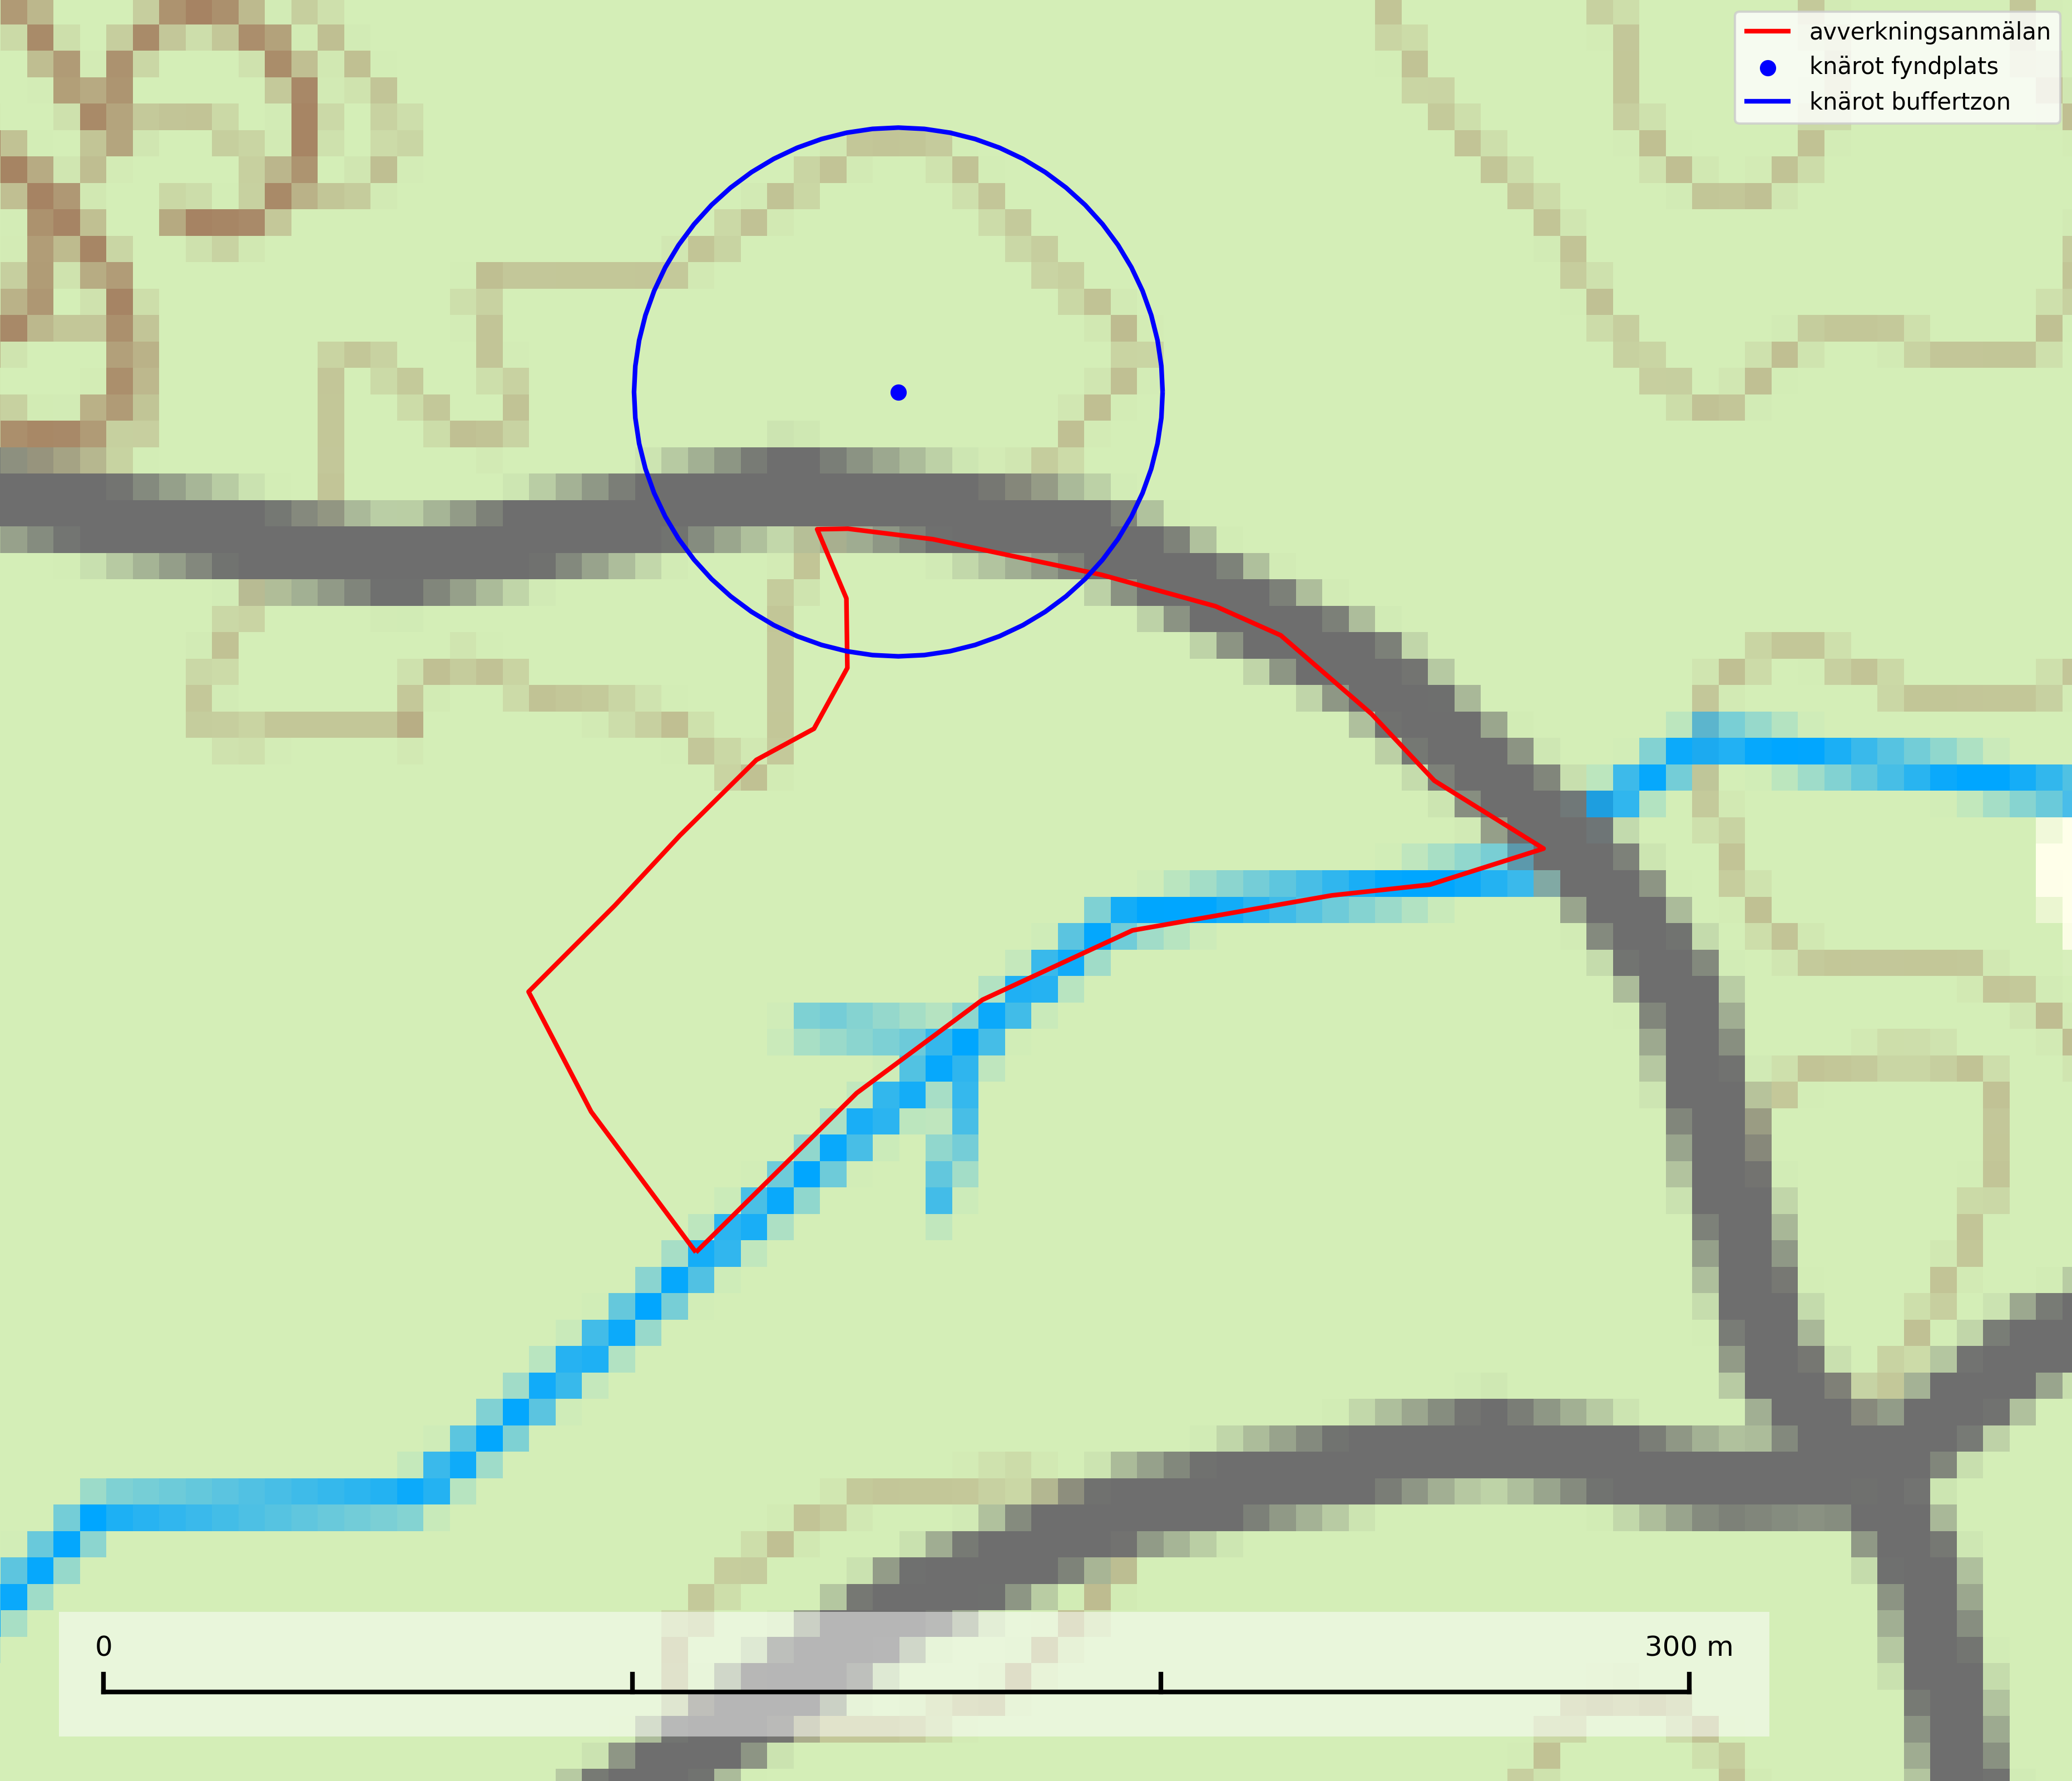 avverkningsanmälan
knärot fyndplats
knärot buffertzon
0
300 m